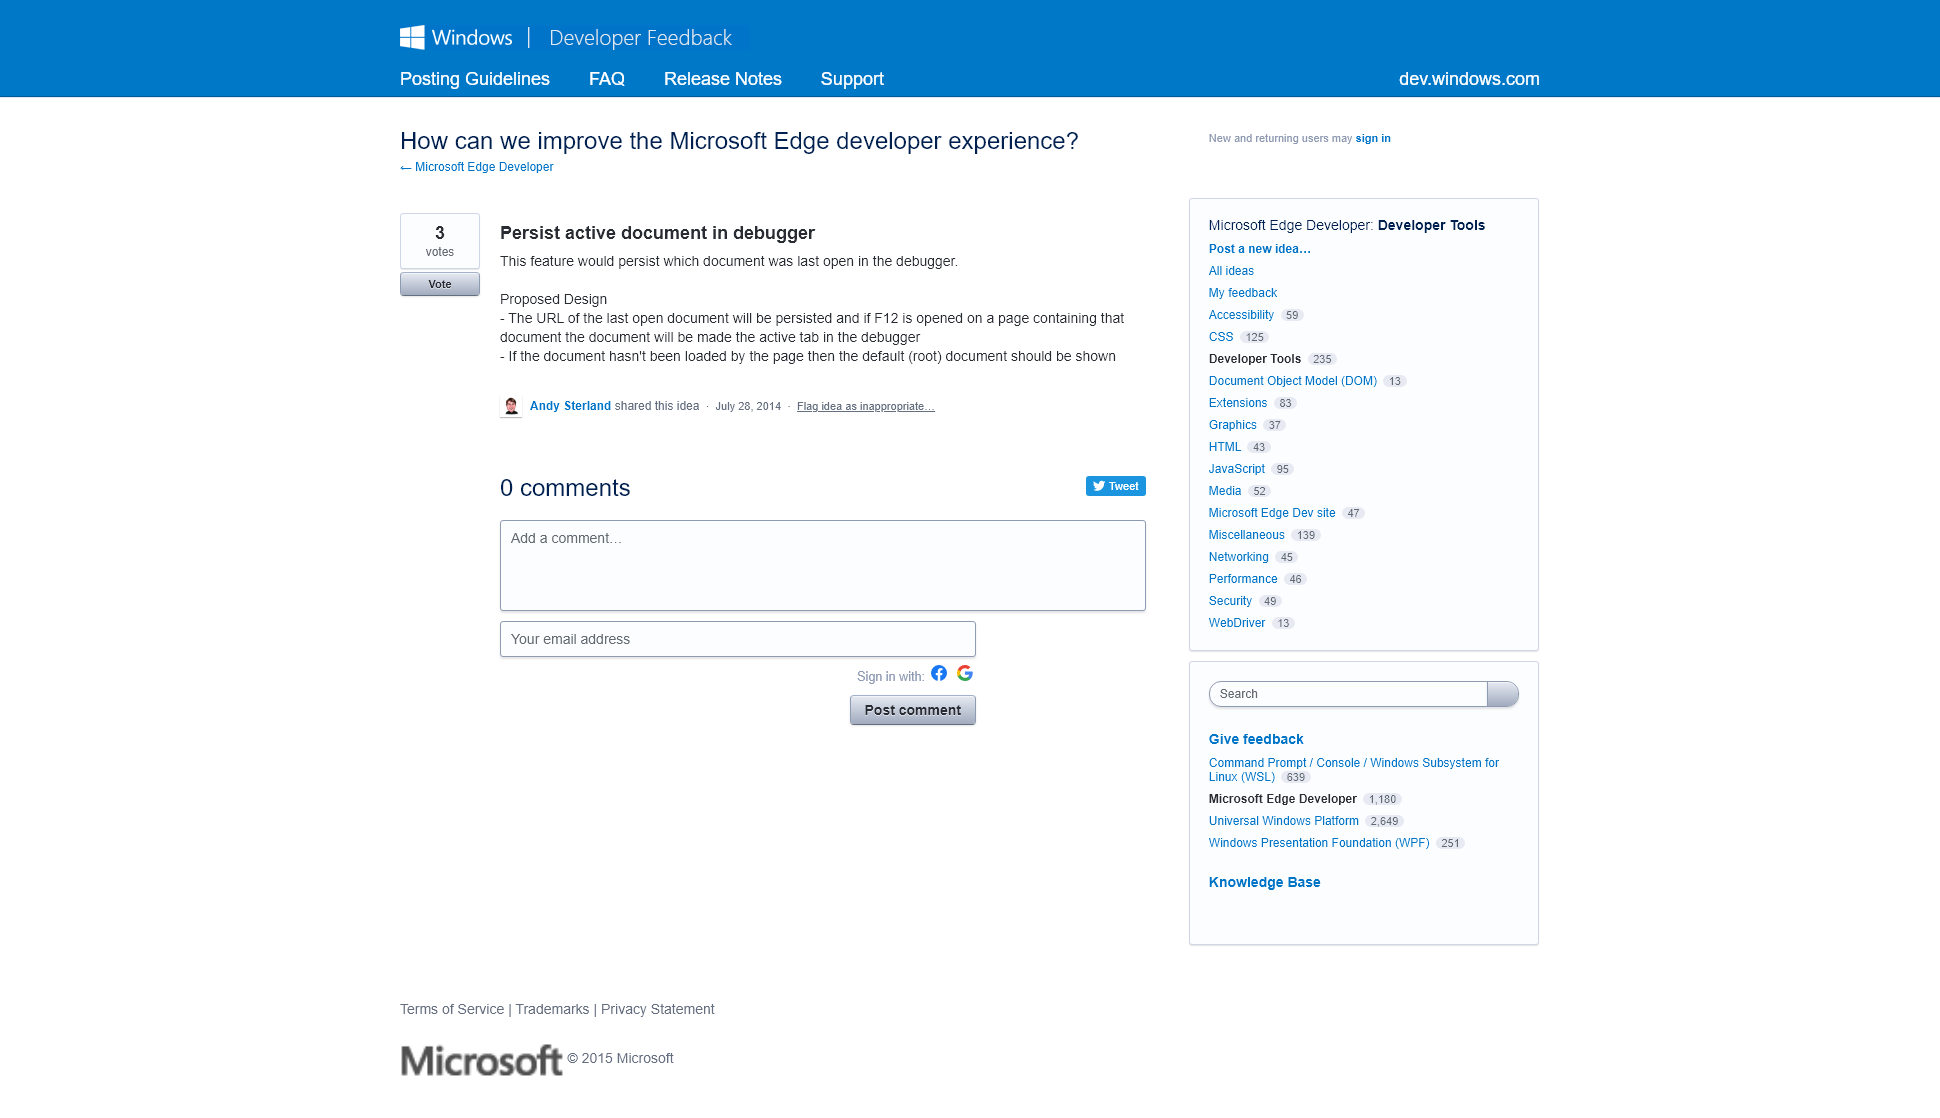 Windows | Developer Feedback
Posting Guidelines FAQ Release Notes Support dev.windows.com
How can we improve the Microsoft Edge developer experience?
← Microsoft Edge Developer
New and returning users may sign in
3
votes
Vote
Persist active document in debugger
This feature would persist which document was last open in the debugger.
Proposed Design
- The URL of the last open document will be persisted and if F12 is opened on a page containing that
document the document will be made the active tab in the debugger
- If the document hasn't been loaded by the page then the default (root) document should be shown
Andy Sterland shared this idea · July 28, 2014 · Flag idea as inappropriate…
0 comments
Tweet
Add a comment…
Your email address
Sign in with:
Post comment
Microsoft Edge Developer: Developer Tools
Post a new idea…
All ideas
My feedback
Accessibility 59
CSS 125
Developer Tools 235
Document Object Model (DOM) 13
Extensions 83
Graphics 37
HTML 43
JavaScript 95
Media 52
Microsoft Edge Dev site 47
Miscellaneous 139
Networking 45
Performance 46
Security 49
WebDriver 13
Search
Give feedback
Command Prompt / Console / Windows Subsystem for
Linux (WSL) 639
Microsoft Edge Developer 1,180
Universal Windows Platform 2,649
Windows Presentation Foundation (WPF) 251
Knowledge Base
Terms of Service | Trademarks | Privacy Statement
Microsoft © 2015 Microsoft